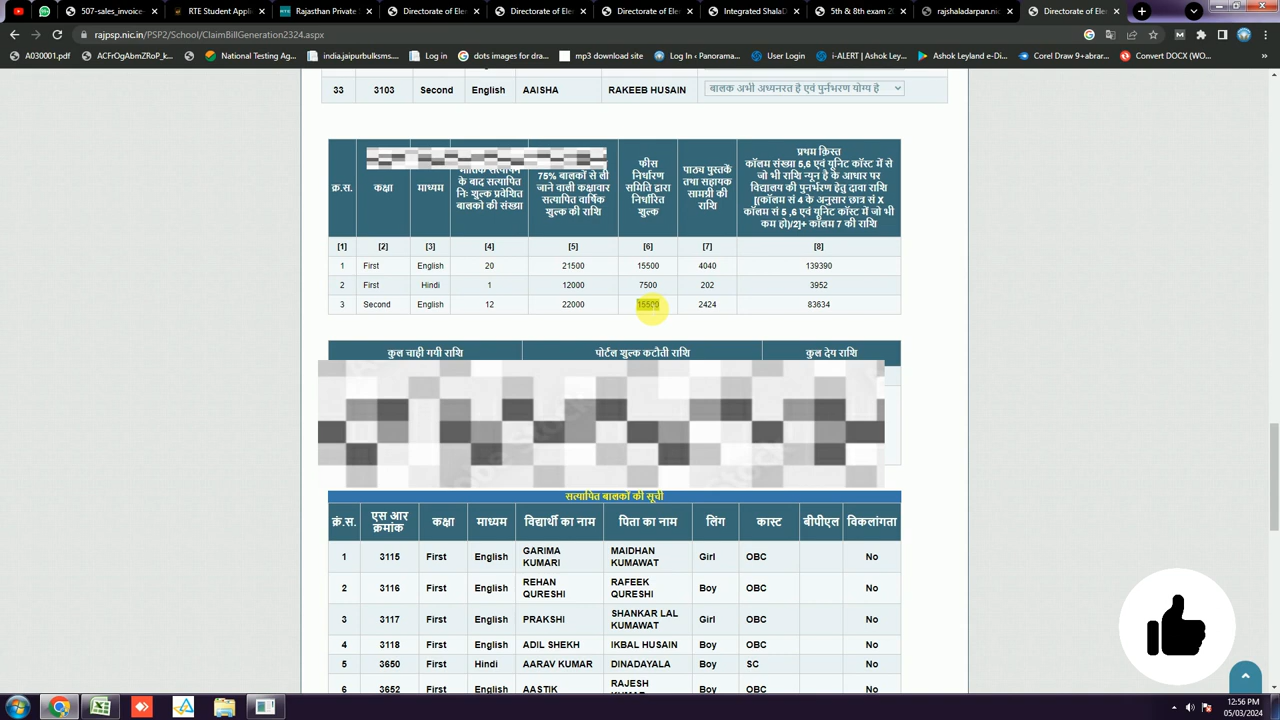 507-sales_invoice-
RTE Student Appli
Rajasthan Private
Directorate of Ele
Directorate of Ele
Directorate of Ele
Integrated ShalaD
5th & 8th exam 2
rajshaladarpan.nic
Directorate of Ele
rajpsp.nic.in/PSP2/School/ClaimBillGeneration2324.aspx
A030001.pdf
ACFrOgAbmZRoP_k...
National Testing Ag...
india.jaipurbulksms....
Log in
dots images for dra...
mp3 download site
Log In ‹ Panorama...
User Login
i-ALERT | Ashok Ley...
Ashok Leyland e-Di...
Corel Draw 9+abrar...
Convert DOCX (W...
33 3103 Second English AAISHA RAKEEB HUSAIN बालक अभी अध्यनरत है एवं पुर्नभरण योग्य है
क्र.स.
कक्षा
माध्यम
के बाद सत्यापित
निः शुल्क प्रवेशित
बालको की संख्या
75% बालकों से ली
जाने वाली कक्षावार
सत्यापित वार्षिक
शुल्क की राशि
फीस
निर्धारण
समिति द्वारा
निर्धारित
शुल्क
पाठ्य पुस्तकें
तथा सहायक
सामग्री की
राशि
प्रथम क़िस्त
कॉलम संख्या 5,6 एवं यूनिट कॉस्ट में से
जो भी राशि न्यून है के आधार पर
विद्यालय की पुनर्भरण हेतु दावा राशि
[(कॉलम सं 4 के अनुसार छात्र सं X
कॉलम सं 5 ,6 एवं यूनिट कॉस्ट में जो भी
कम हो)/2]+ कॉलम 7 की राशि
[1] [2] [3] [4] [5] [6] [7] [8]
1 First English 20 21500 15500 4040 139390
2 First Hindi 1 12000 7500 202 3952
3 Second English 12 22000 15500 2424 83634
कुल चाही गयी राशि पोर्टल शुल्क कटौती राशि कुल देय राशि
सत्यापित बालकों की सूची
क्रं.स. एस आर क्रमांक कक्षा माध्यम विद्यार्थी का नाम पिता का नाम लिंग कास्ट बीपीएल विकलांगता
1 3115 First English GARIMA KUMARI MAIDHAN KUMAWAT Girl OBC No
2 3116 First English REHAN QURESHI RAFEEK QURESHI Boy OBC No
3 3117 First English PRAKSHI SHANKAR LAL KUMAWAT Girl OBC No
4 3118 First English ADIL SHEKH IKBAL HUSAIN Boy OBC No
5 3650 First Hindi AARAV KUMAR DINADAYALA Boy SC No
6 3652 First English AASTIK RAJESH Boy OBC No
12:56 PM
05/03/2024